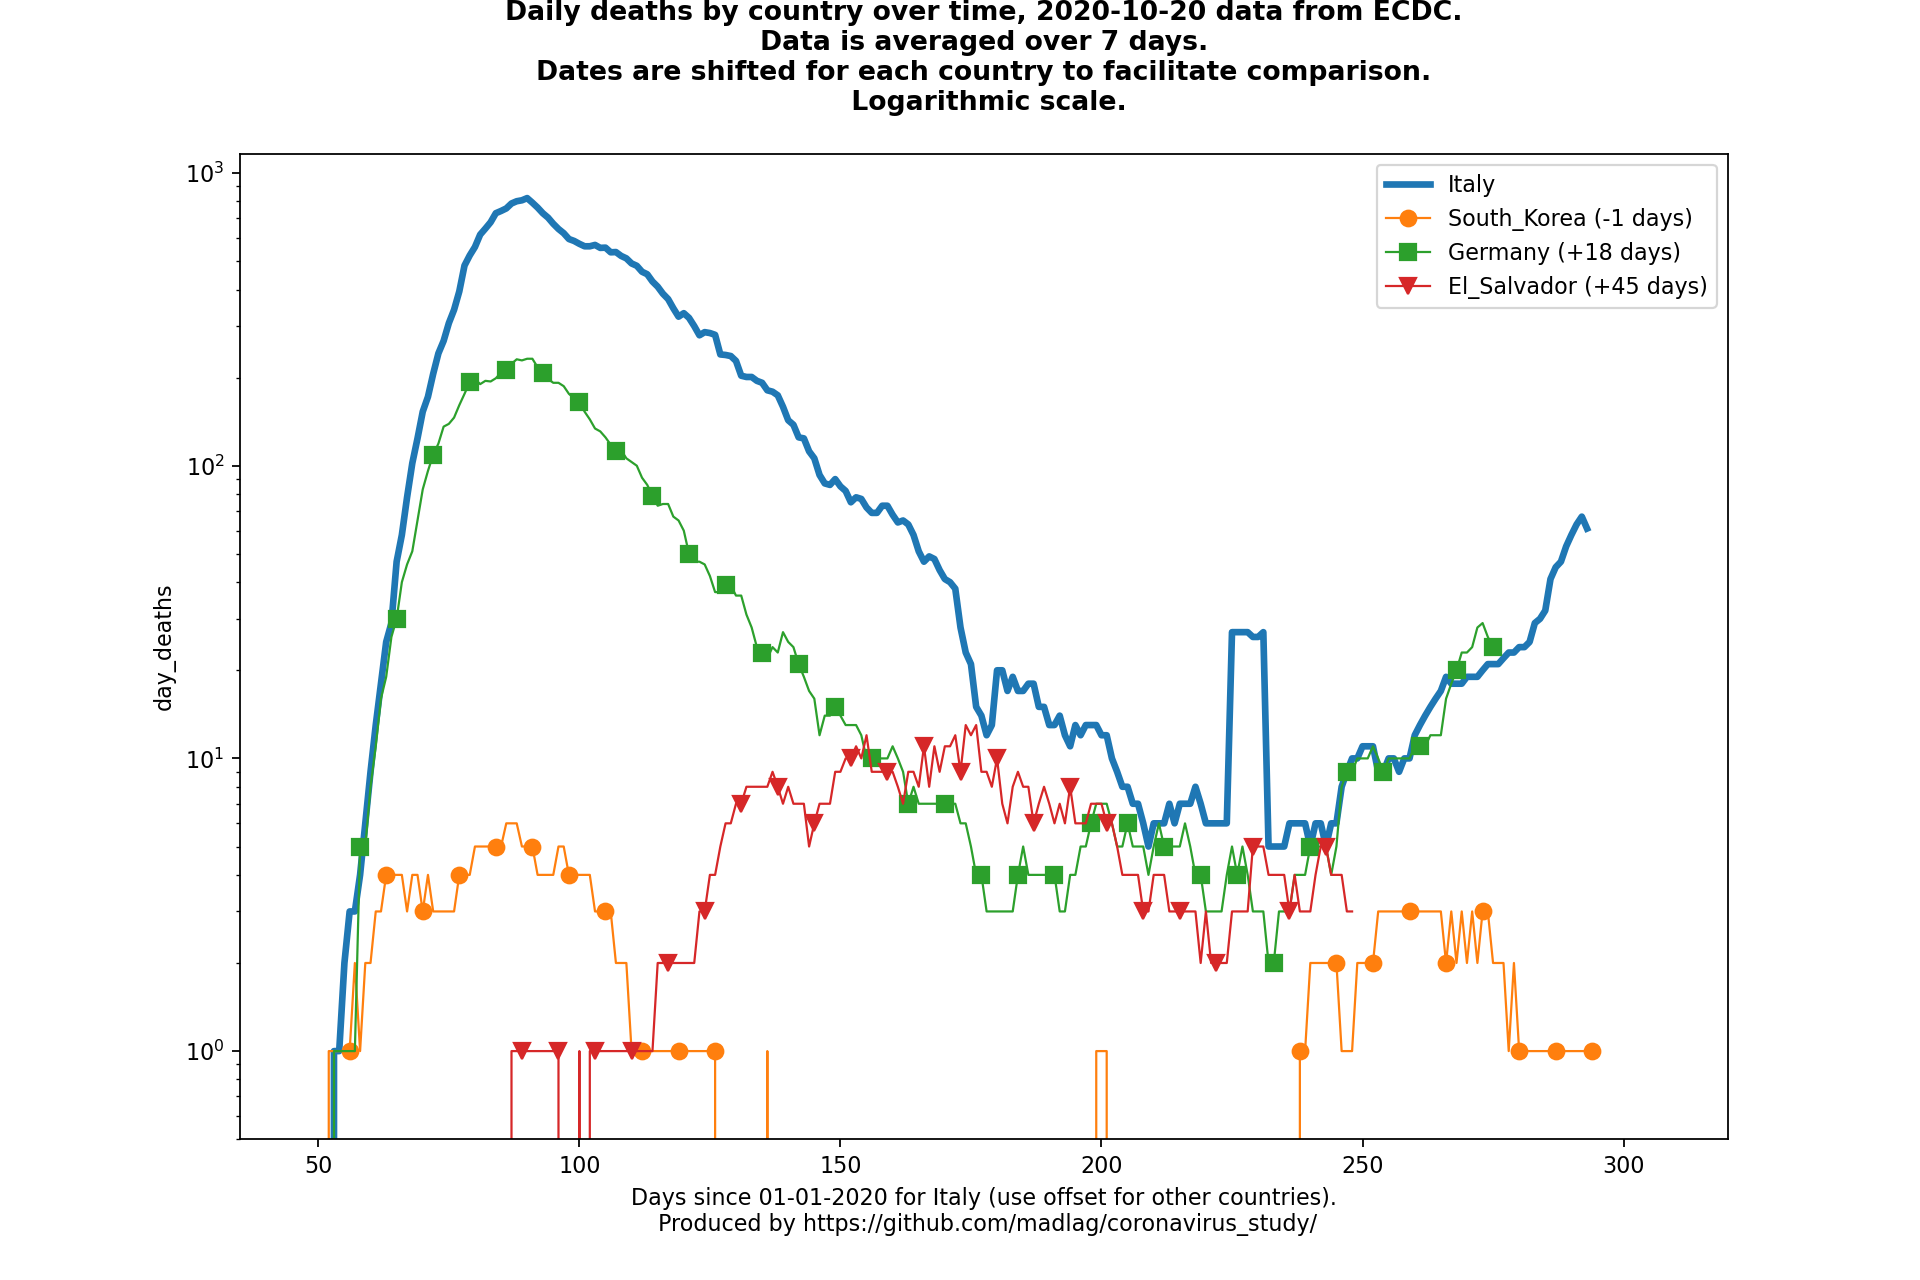 Daily deaths by country over time, 2020-10-20 data from ECDC.
Data is averaged over 7 days.
Dates are shifted for each country to facilitate comparison.
Logarithmic scale.
10³
10²
10¹
10⁰
day_deaths
Italy
South_Korea (-1 days)
Germany (+18 days)
El_Salvador (+45 days)
50 100 150 200 250 300
Days since 01-01-2020 for Italy (use offset for other countries).
Produced by https://github.com/madlag/coronavirus_study/